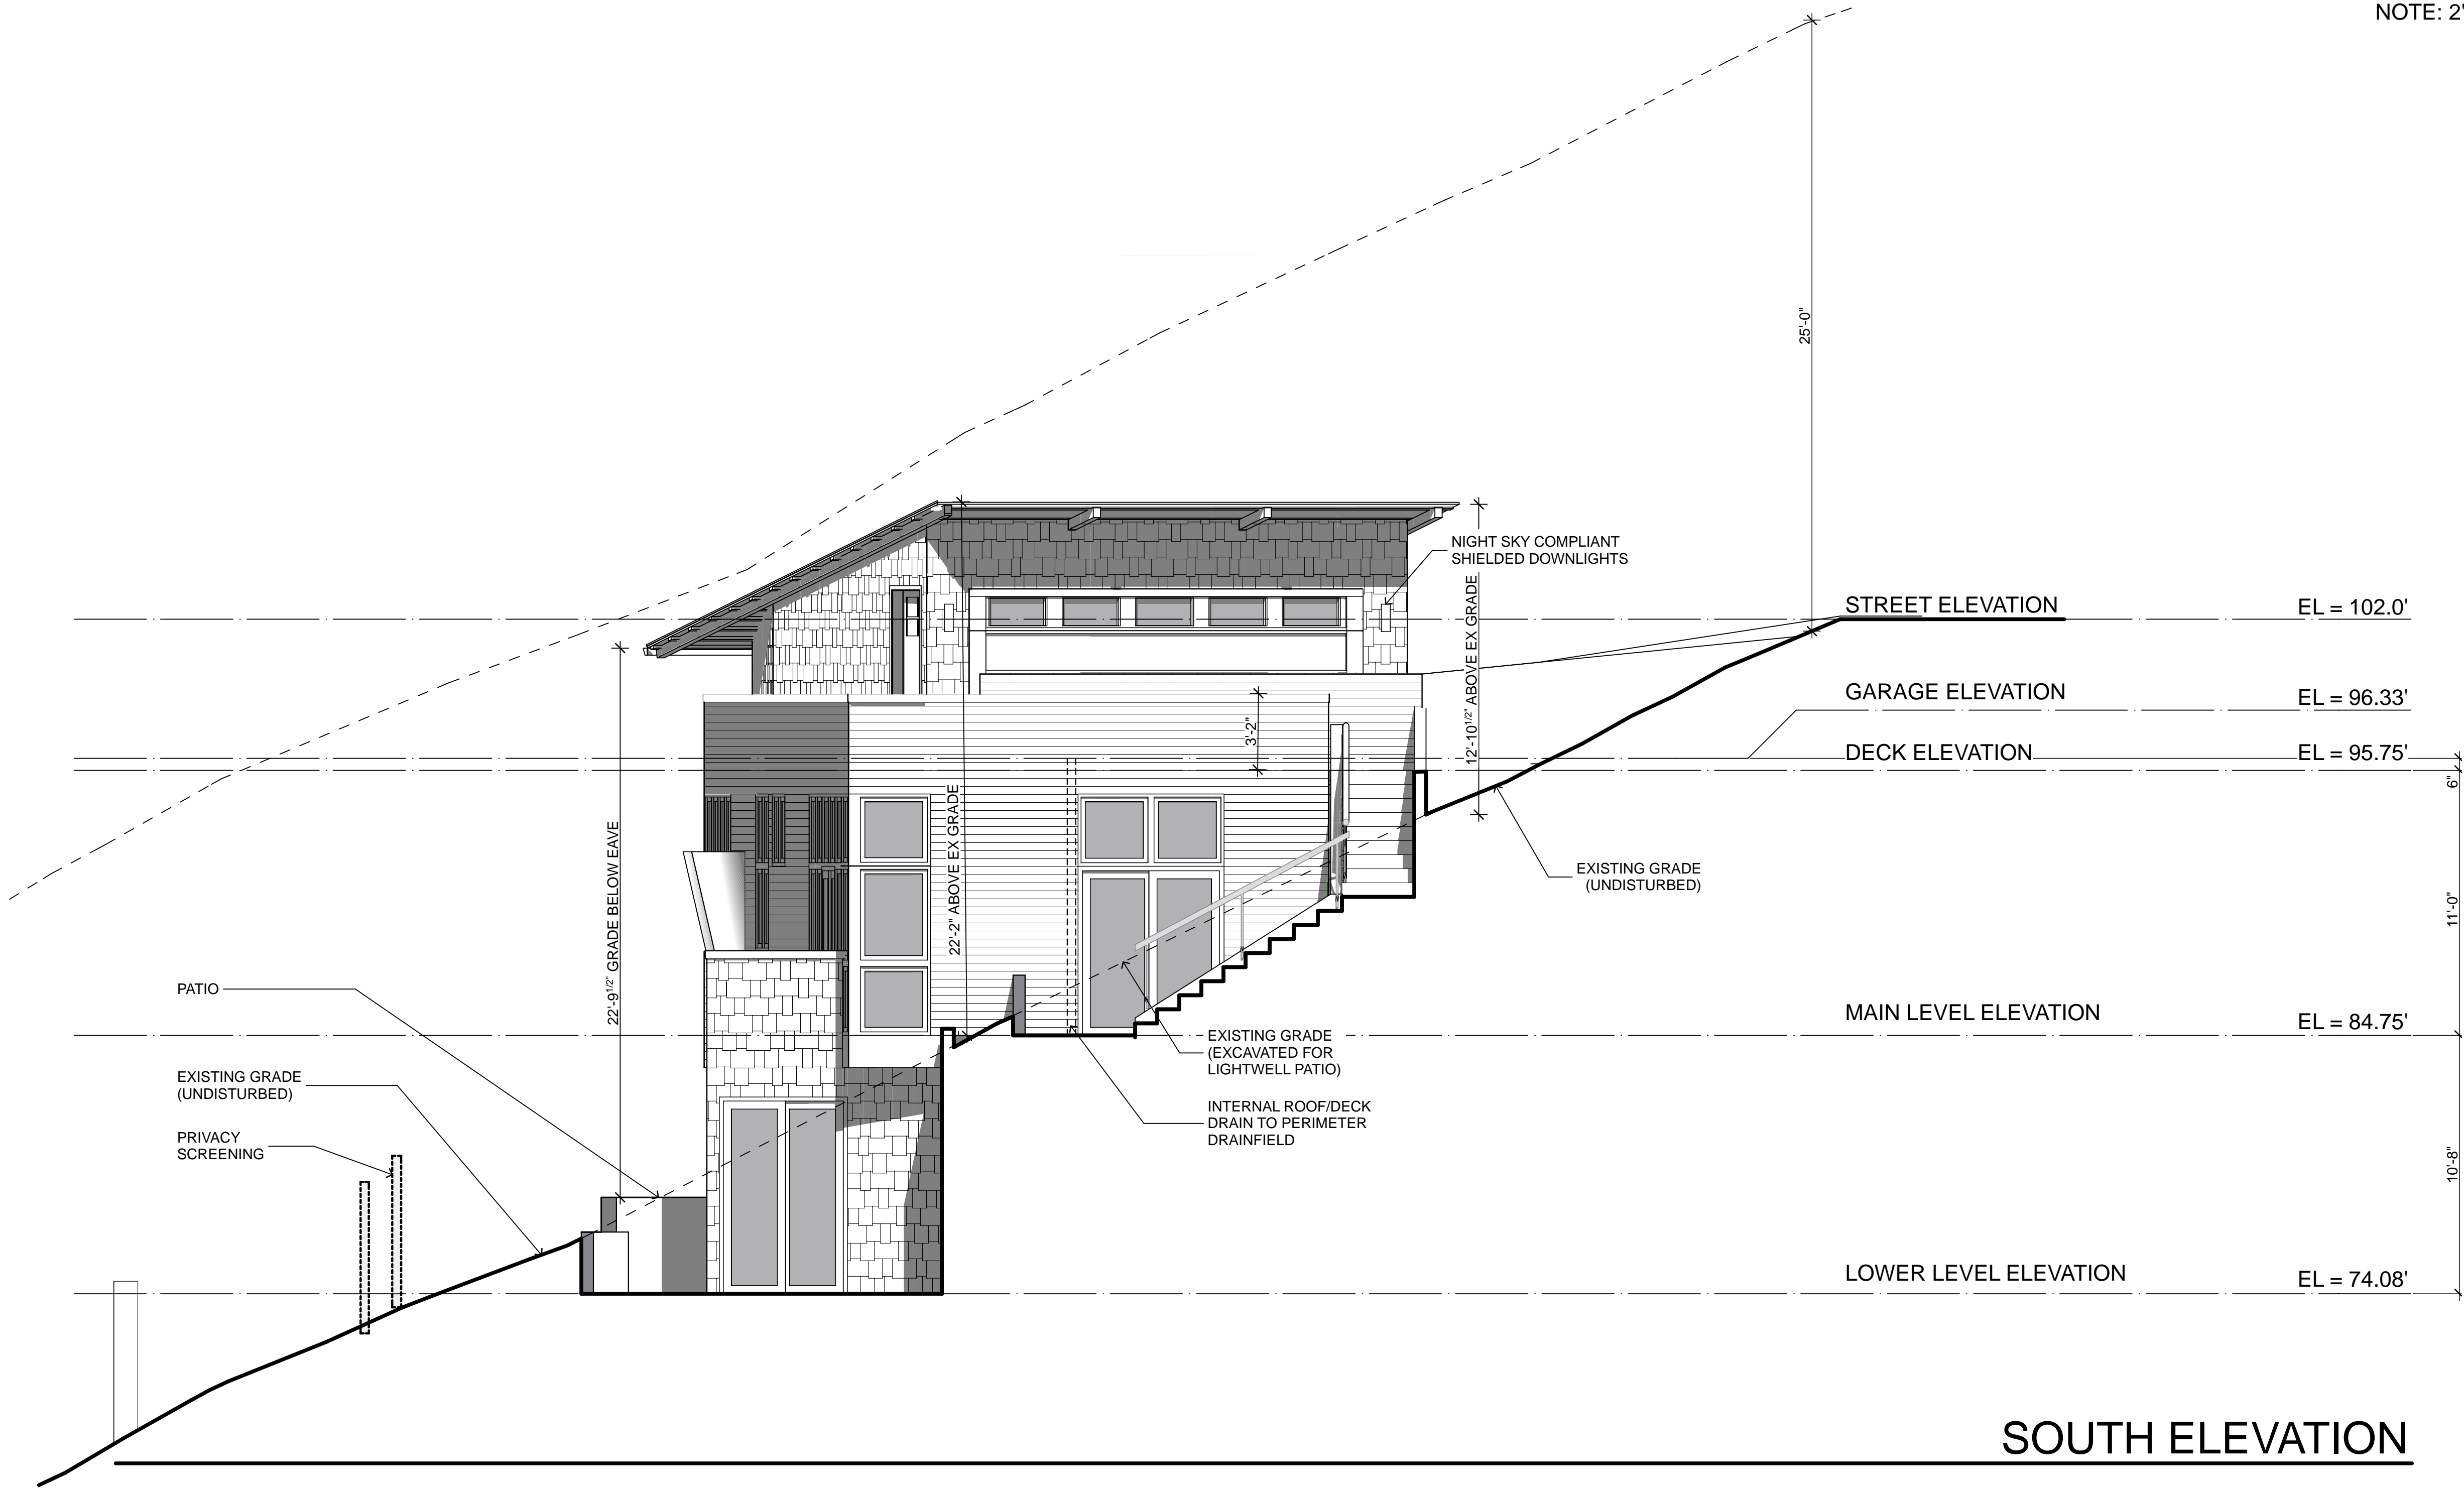 NOTE: 2'
25'-0"
NIGHT SKY COMPLIANT
SHIELDED DOWNLIGHTS
STREET ELEVATION EL = 102.0'
GARAGE ELEVATION EL = 96.33'
DECK ELEVATION EL = 95.75'
3'-2"
12'-10 1/2" ABOVE EX GRADE
22'-2" ABOVE EX GRADE
22'-9 1/2" GRADE BELOW EAVE
6"
11'-0"
10'-8"
EXISTING GRADE
(UNDISTURBED)
PATIO
MAIN LEVEL ELEVATION EL = 84.75'
EXISTING GRADE
(EXCAVATED FOR
LIGHTWELL PATIO)
EXISTING GRADE
(UNDISTURBED)
INTERNAL ROOF/DECK
DRAIN TO PERIMETER
DRAINFIELD
PRIVACY
SCREENING
LOWER LEVEL ELEVATION EL = 74.08'
SOUTH ELEVATION